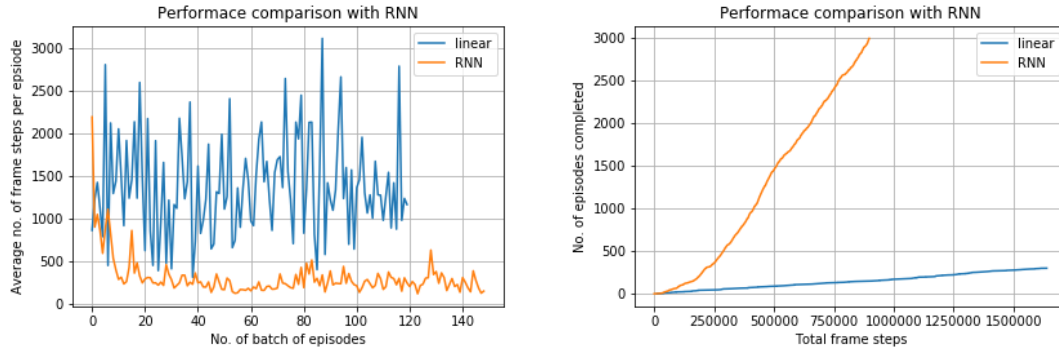 Performace comparison with RNN
Average no. of frame steps per epsiode
3000
2500
2000
1500
1000
500
0
linear
RNN
0 20 40 60 80 100 120 140
No. of batch of episodes
Performace comparison with RNN
No. of episodes completed
3000
2500
2000
1500
1000
500
0
linear
RNN
0 250000 500000 750000 1000000 1250000 1500000
Total frame steps